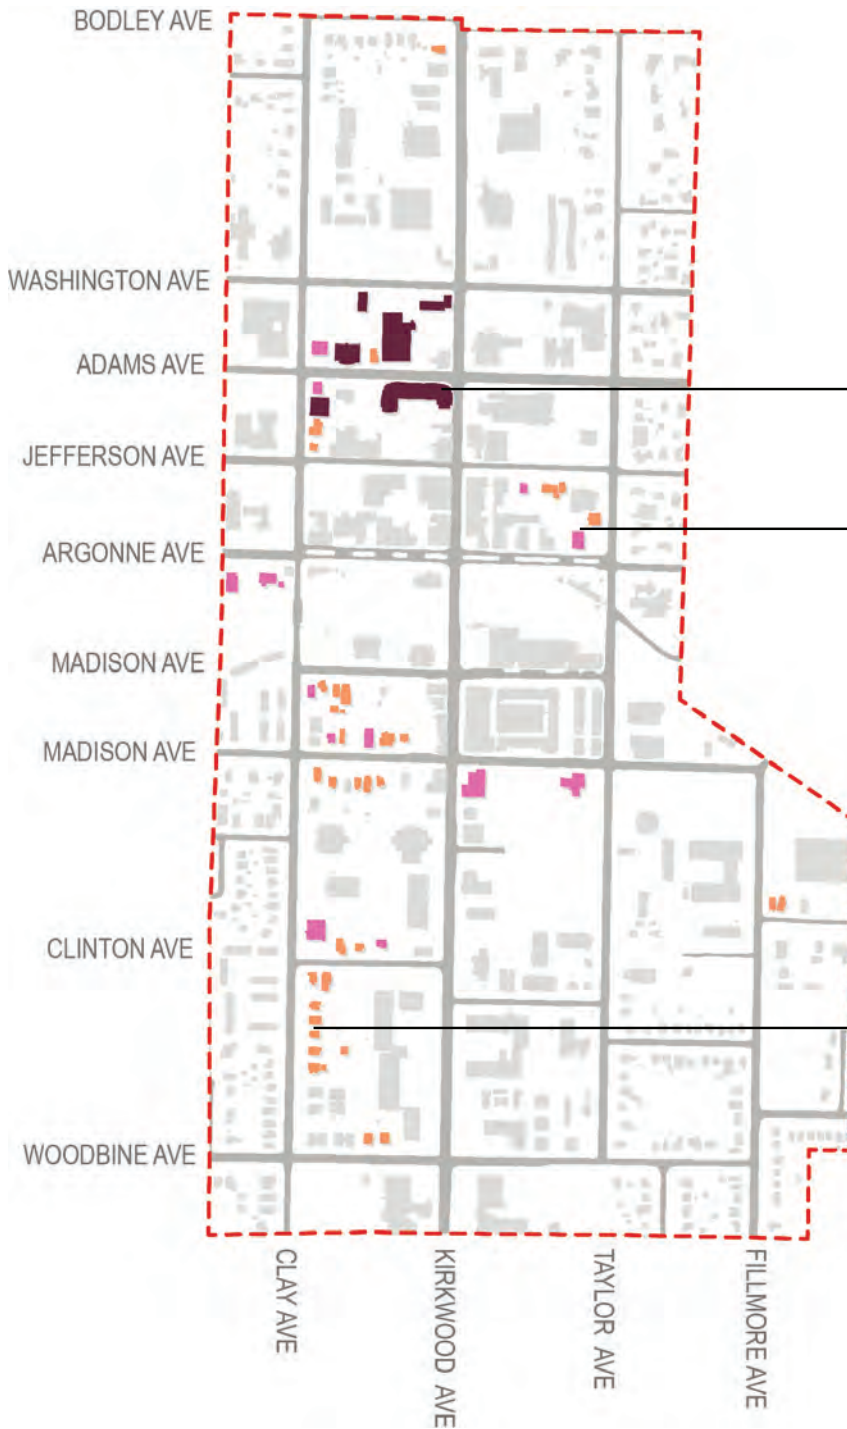 BODLEY AVE
WASHINGTON AVE
ADAMS AVE
JEFFERSON AVE
ARGONNE AVE
MADISON AVE
MADISON AVE
CLINTON AVE
WOODBINE AVE
CLAY AVE
KIRKWOOD AVE
TAYLOR AVE
FILLMORE AVE